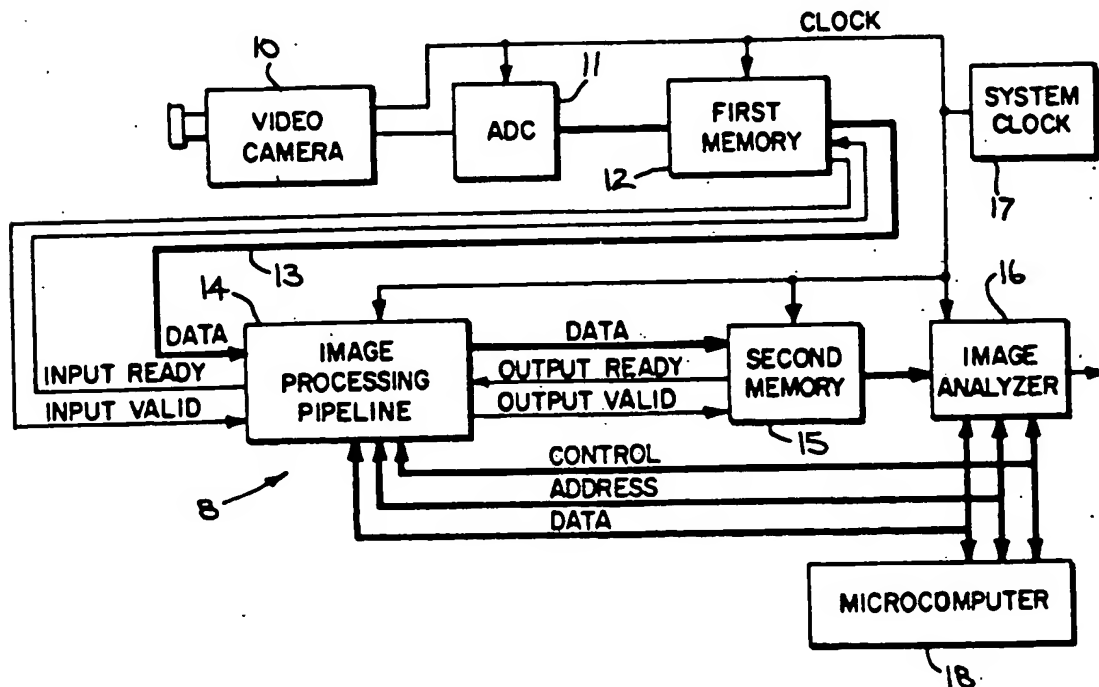 CLOCK
10
VIDEO
CAMERA
11
ADC
FIRST
MEMORY
12
SYSTEM
CLOCK
17
13
14
DATA
INPUT READY
INPUT VALID
IMAGE
PROCESSING
PIPELINE
DATA
OUTPUT READY
OUTPUT VALID
SECOND
MEMORY
15
16
IMAGE
ANALYZER
8
CONTROL
ADDRESS
DATA
MICROCOMPUTER
18